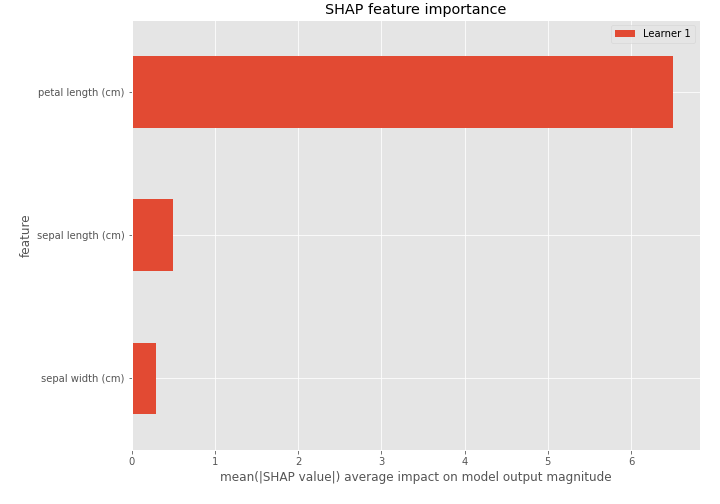 SHAP feature importance
Learner 1
petal length (cm)
sepal length (cm)
sepal width (cm)
feature
0 1 2 3 4 5 6
mean(|SHAP value|) average impact on model output magnitude